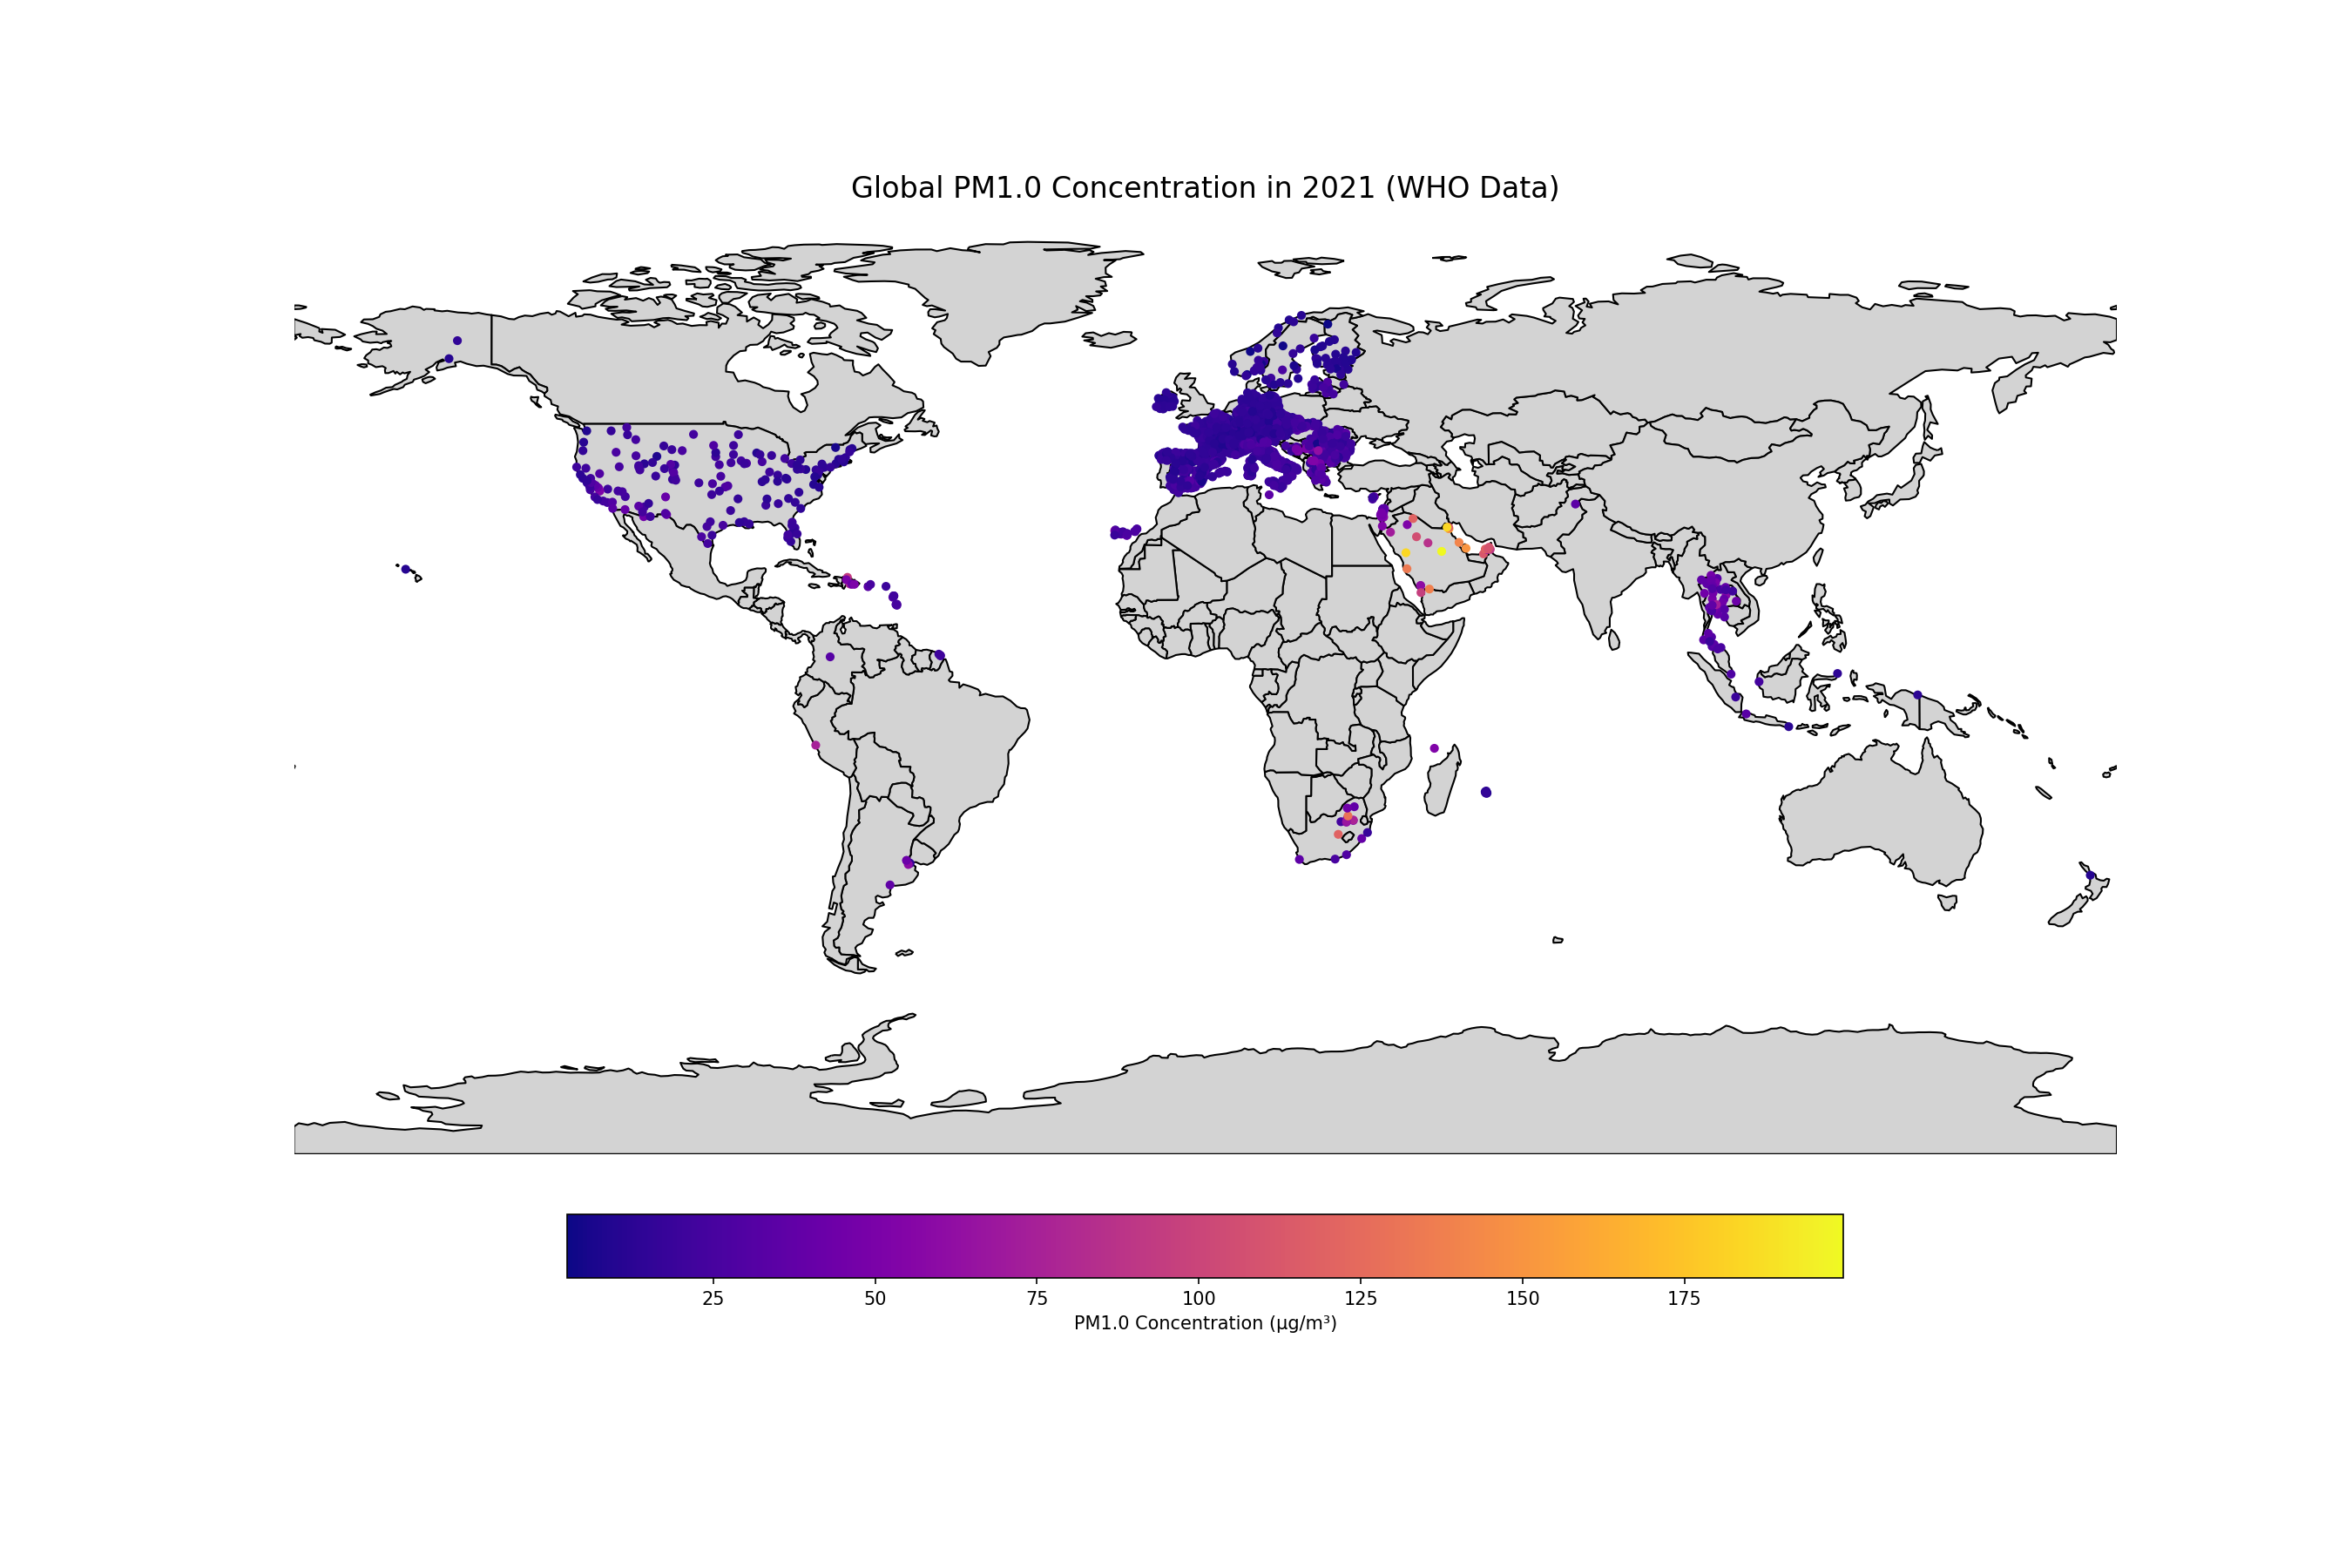 Global PM1.0 Concentration in 2021 (WHO Data)
25 50 75 100 125 150 175
PM1.0 Concentration (µg/m³)